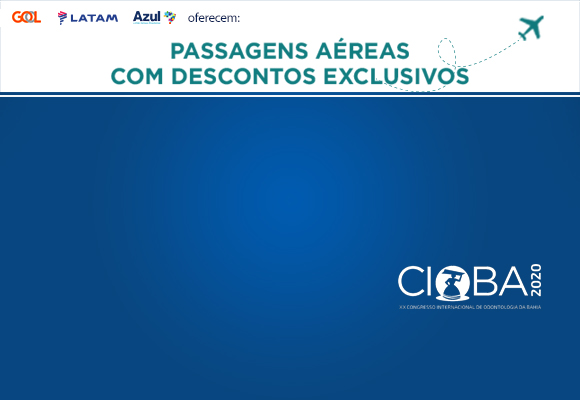 GOL LATAM Azul oferecem:
PASSAGENS AÉREAS
COM DESCONTOS EXCLUSIVOS
CIOBA 2020
XX CONGRESSO INTERNACIONAL DE ODONTOLOGIA DA BAHIA